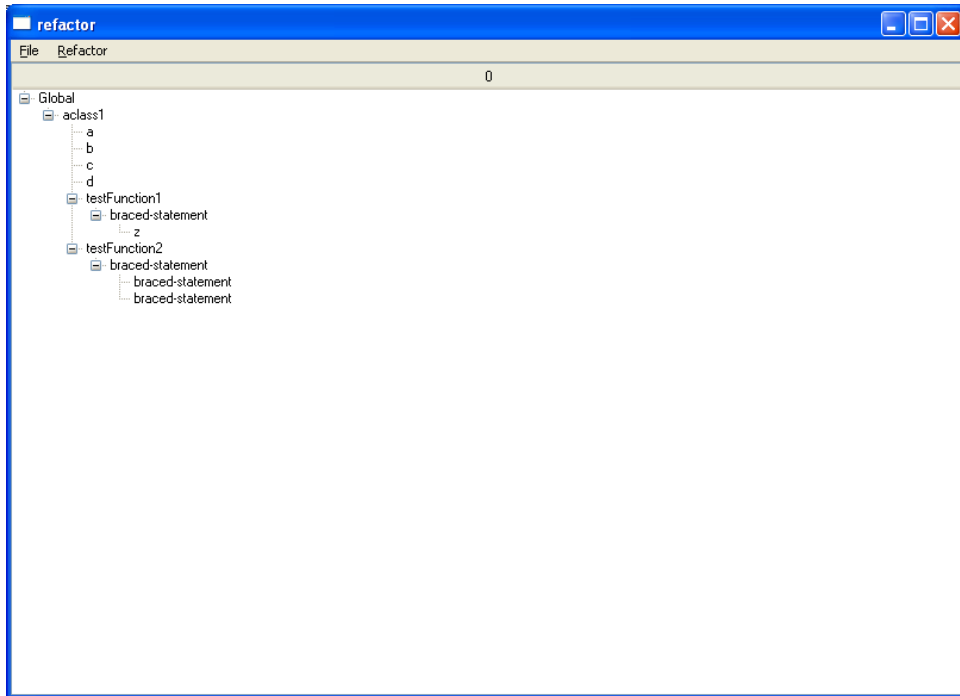 refactor
File Refactor
0
Global
aclass1
a
b
c
d
testFunction1
braced-statement
z
testFunction2
braced-statement
braced-statement
braced-statement